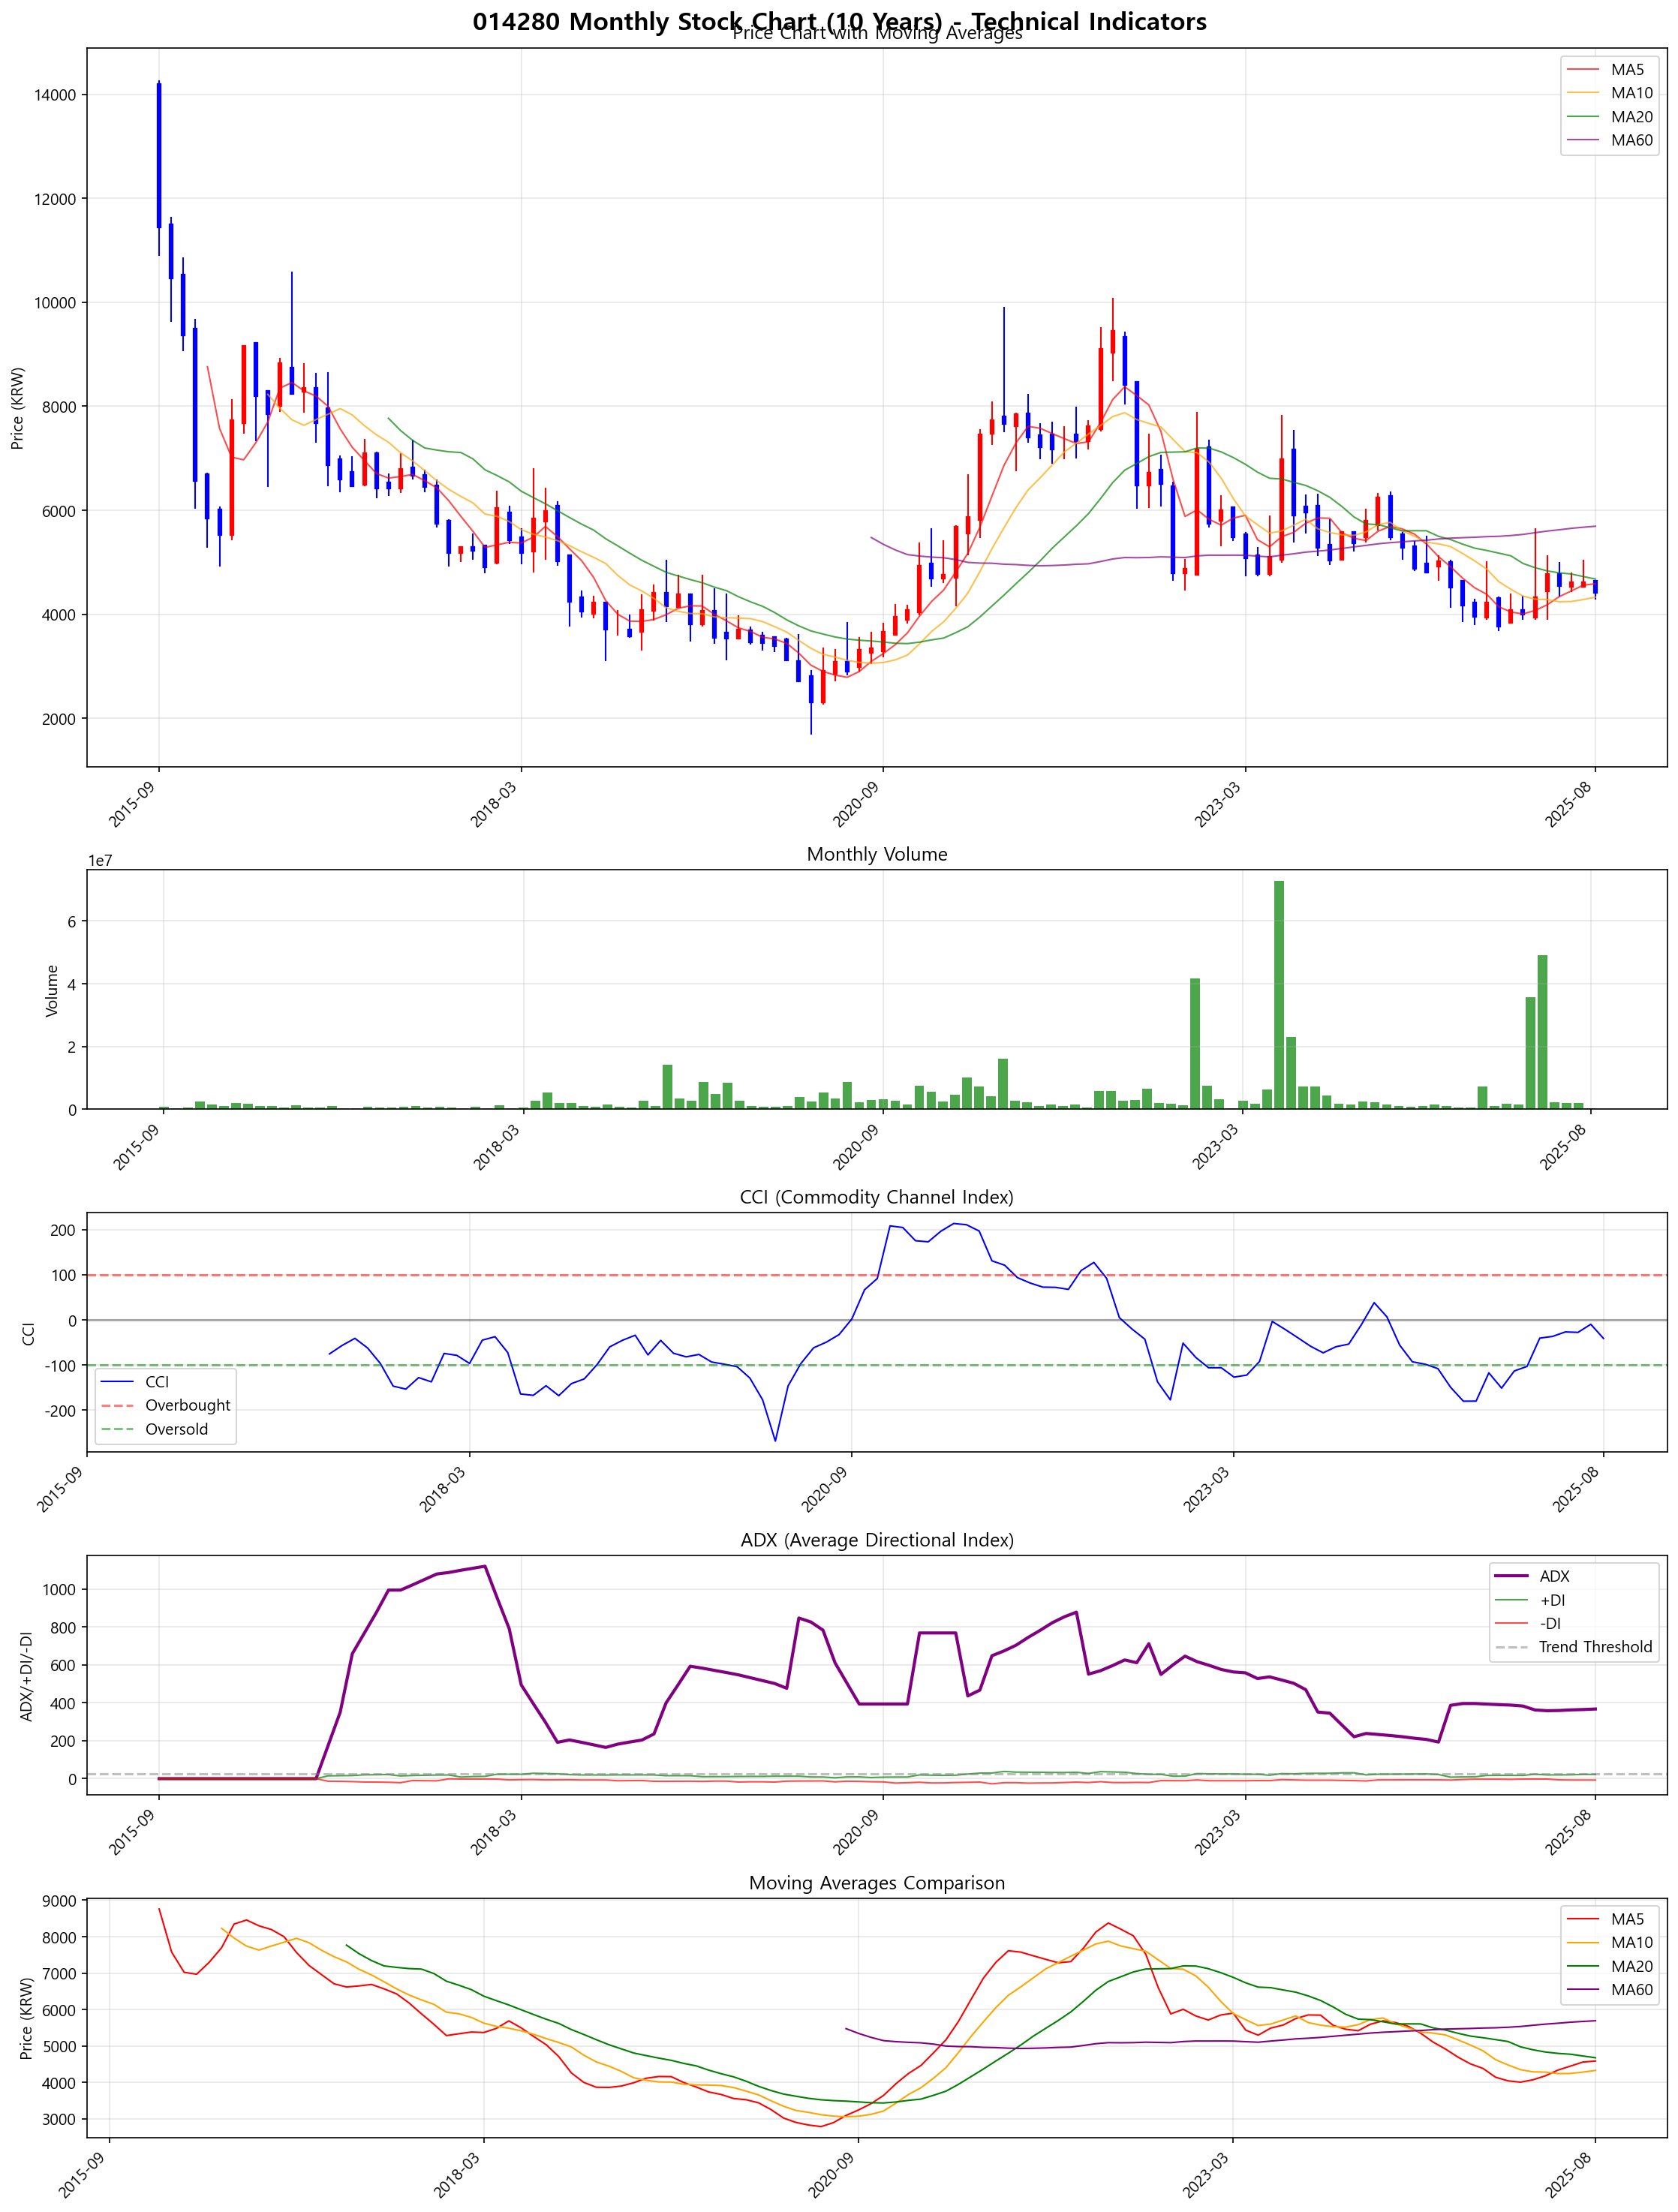 014280 Monthly Stock Chart (10 Years) - Technical Indicators
Price Chart with Moving Averages
MA5
MA10
MA20
MA60
14000
12000
10000
8000
6000
4000
2000
Price (KRW)
2015-09
2018-03
2020-09
2023-03
2025-08
Monthly Volume
1e7
6
4
2
0
Volume
2015-09
2018-03
2020-09
2023-03
2025-08
CCI (Commodity Channel Index)
200
100
0
-100
-200
CCI
CCI
Overbought
Oversold
2015-09
2018-03
2020-09
2023-03
2025-08
ADX (Average Directional Index)
1000
800
600
400
200
0
ADX/+DI/-DI
ADX
+DI
-DI
Trend Threshold
2015-09
2018-03
2020-09
2023-03
2025-08
Moving Averages Comparison
9000
8000
7000
6000
5000
4000
3000
Price (KRW)
MA5
MA10
MA20
MA60
2015-09
2018-03
2020-09
2023-03
2025-08